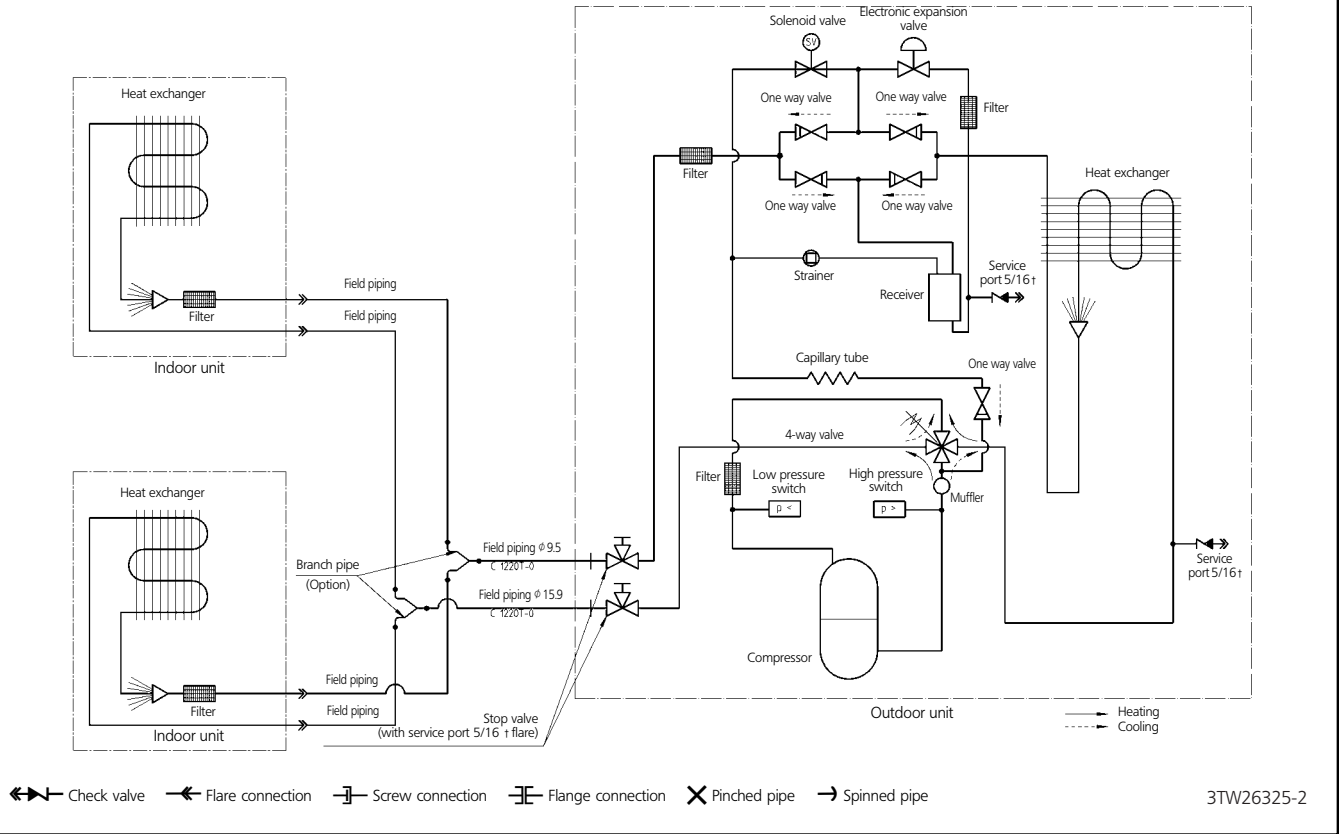 Solenoid valve
Electronic expansion
valve
SV
One way valve
One way valve
Filter
Heat exchanger
Filter
One way valve
One way valve
Heat exchanger
Strainer
Receiver
Service
port 5/16 †
Field piping
Filter
Field piping
Indoor unit
Capillary tube
One way valve
4-way valve
Filter
Low pressure
switch
High pressure
switch
p <
p >
Muffler
Heat exchanger
Field piping ø 9.5
C 1220T-O
Branch pipe
(Option)
Field piping ø 15.9
C 1220T-O
Service
port 5/16 †
Compressor
Field piping
Filter
Field piping
Indoor unit
Stop valve
(with service port 5/16 † flare)
Outdoor unit
Heating
Cooling
Check valve
Flare connection
Screw connection
Flange connection
Pinched pipe
Spinned pipe
3TW26325-2